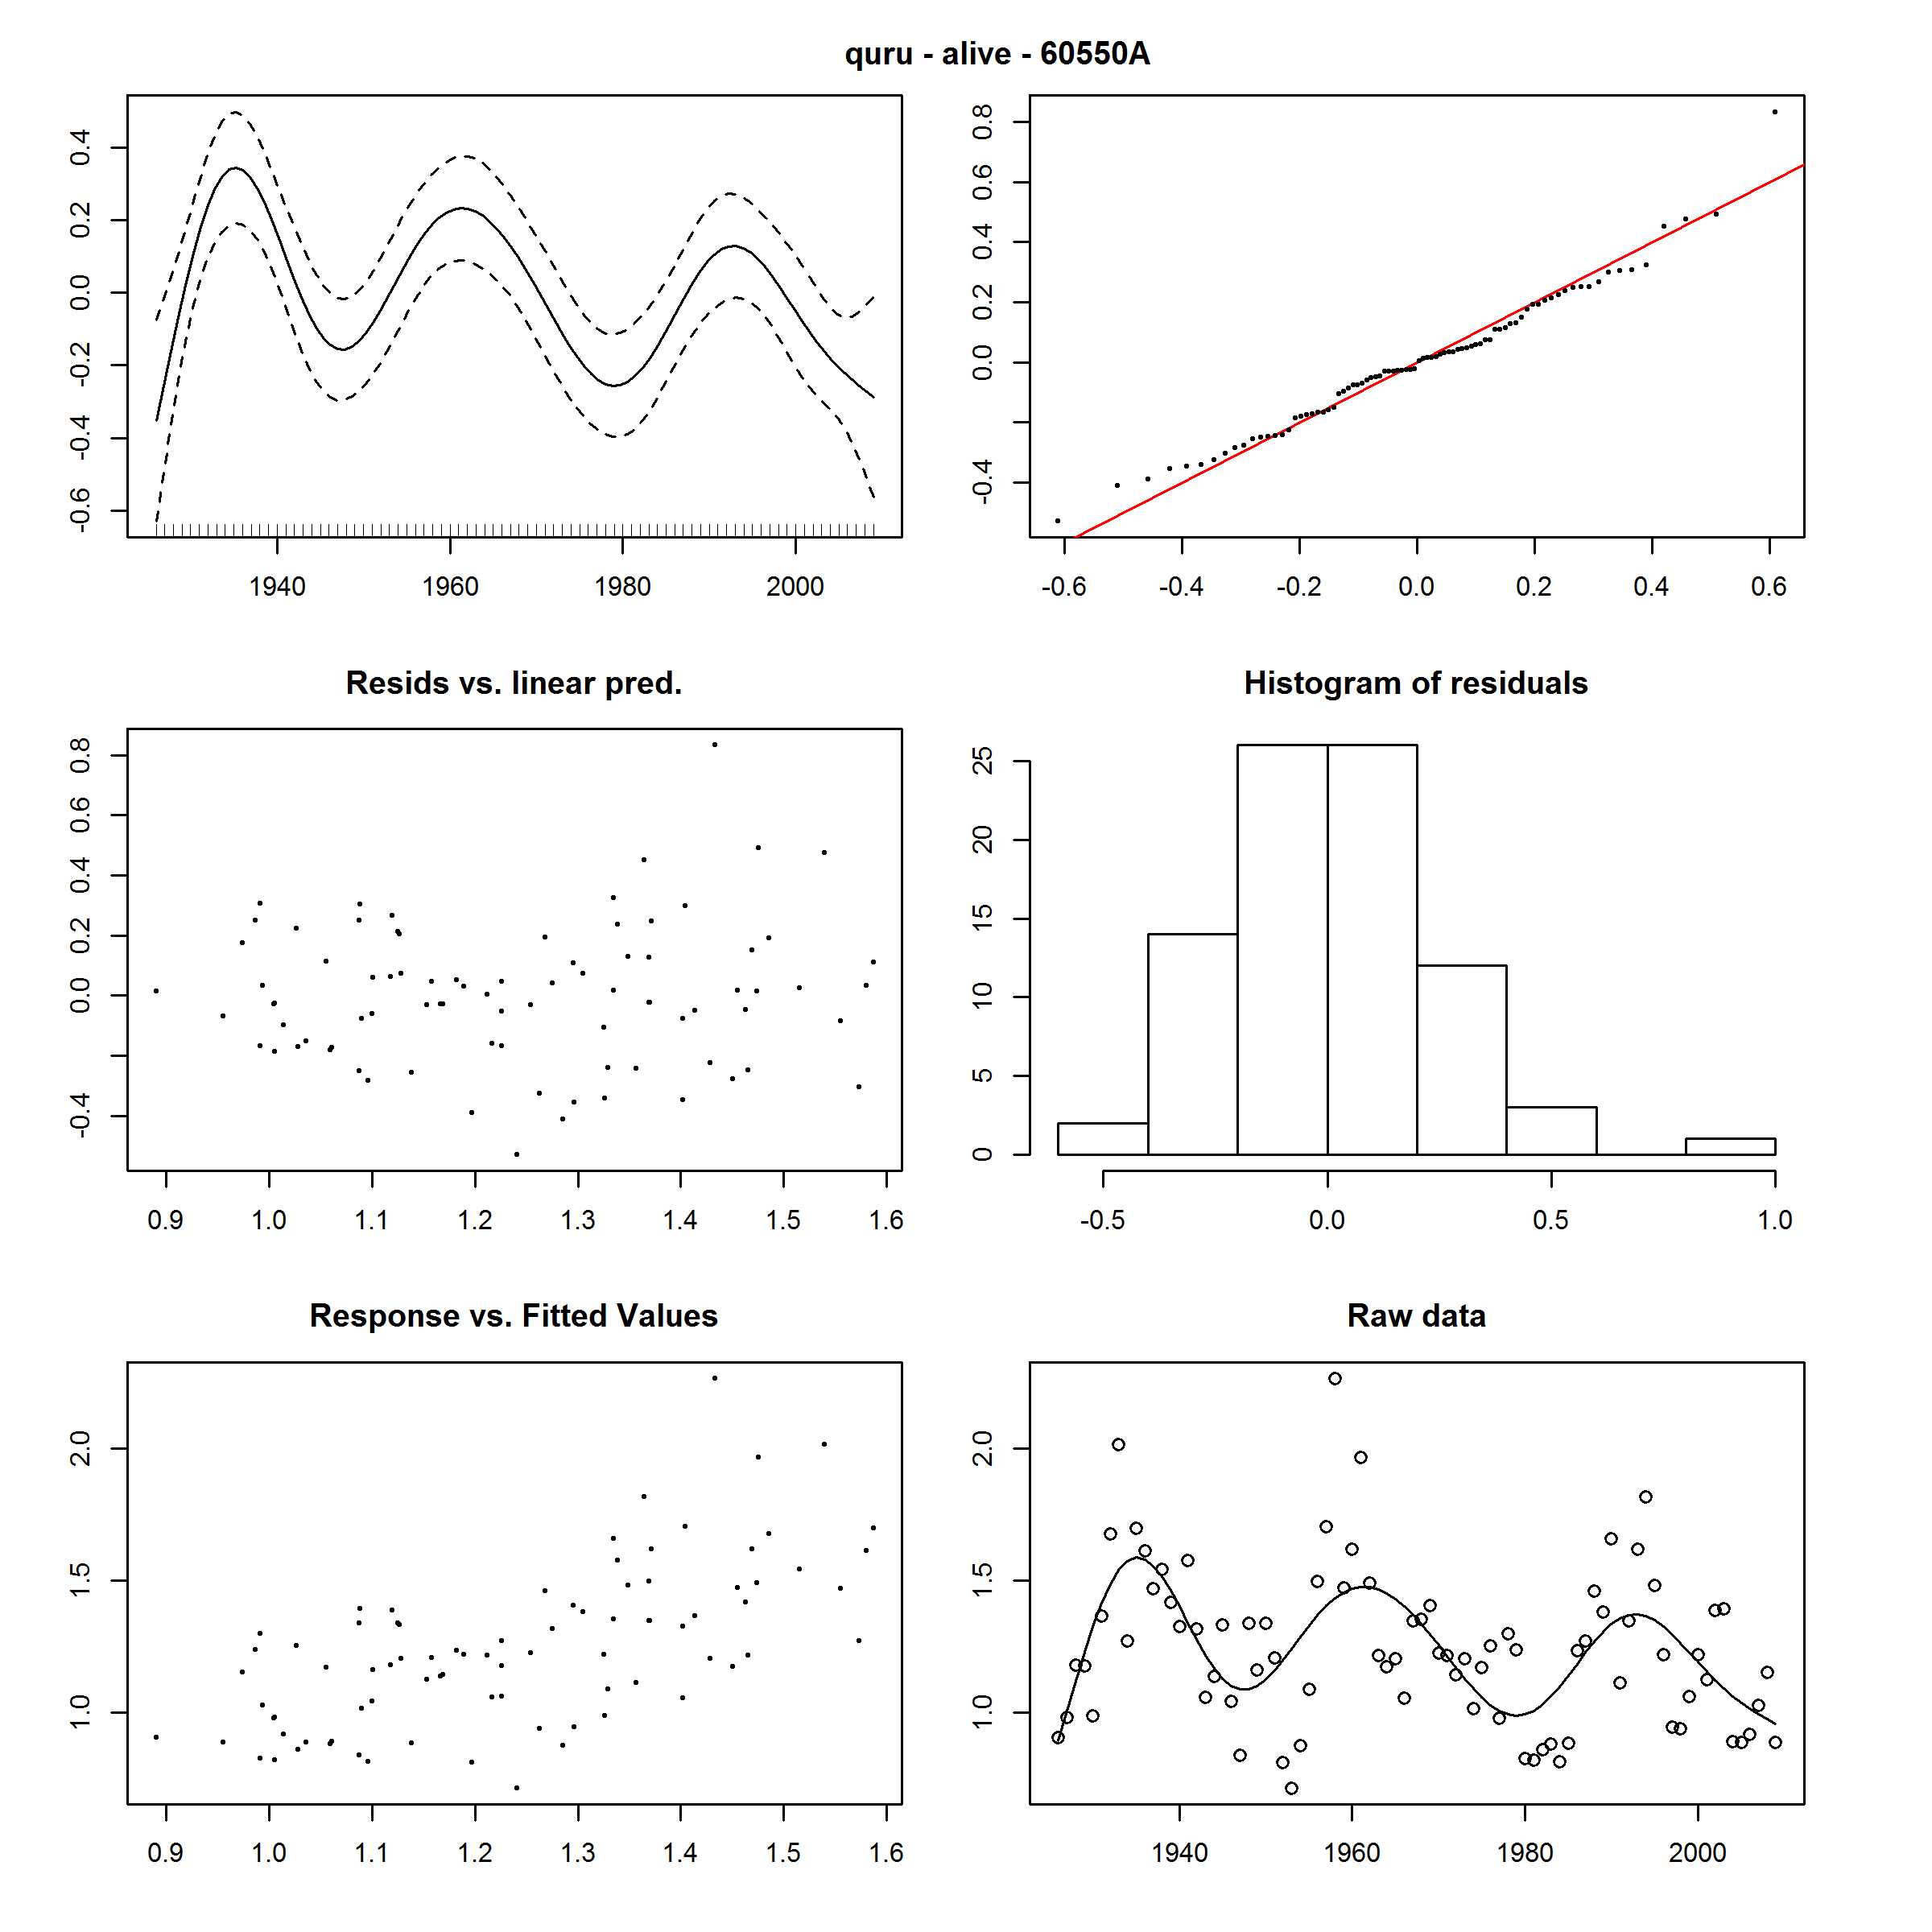 quru - alive - 60550A
0.4
0.2
0.0
-0.2
-0.4
-0.6
1940 1960 1980 2000
0.8
0.6
0.4
0.2
0.0
-0.4
-0.6 -0.4 -0.2 0.0 0.2 0.4 0.6
Resids vs. linear pred.
0.8
0.6
0.4
0.2
0.0
-0.4
0.9 1.0 1.1 1.2 1.3 1.4 1.5 1.6
Histogram of residuals
25
20
15
10
5
0
-0.5 0.0 0.5 1.0
Response vs. Fitted Values
2.0
1.5
1.0
0.9 1.0 1.1 1.2 1.3 1.4 1.5 1.6
Raw data
2.0
1.5
1.0
1940 1960 1980 2000